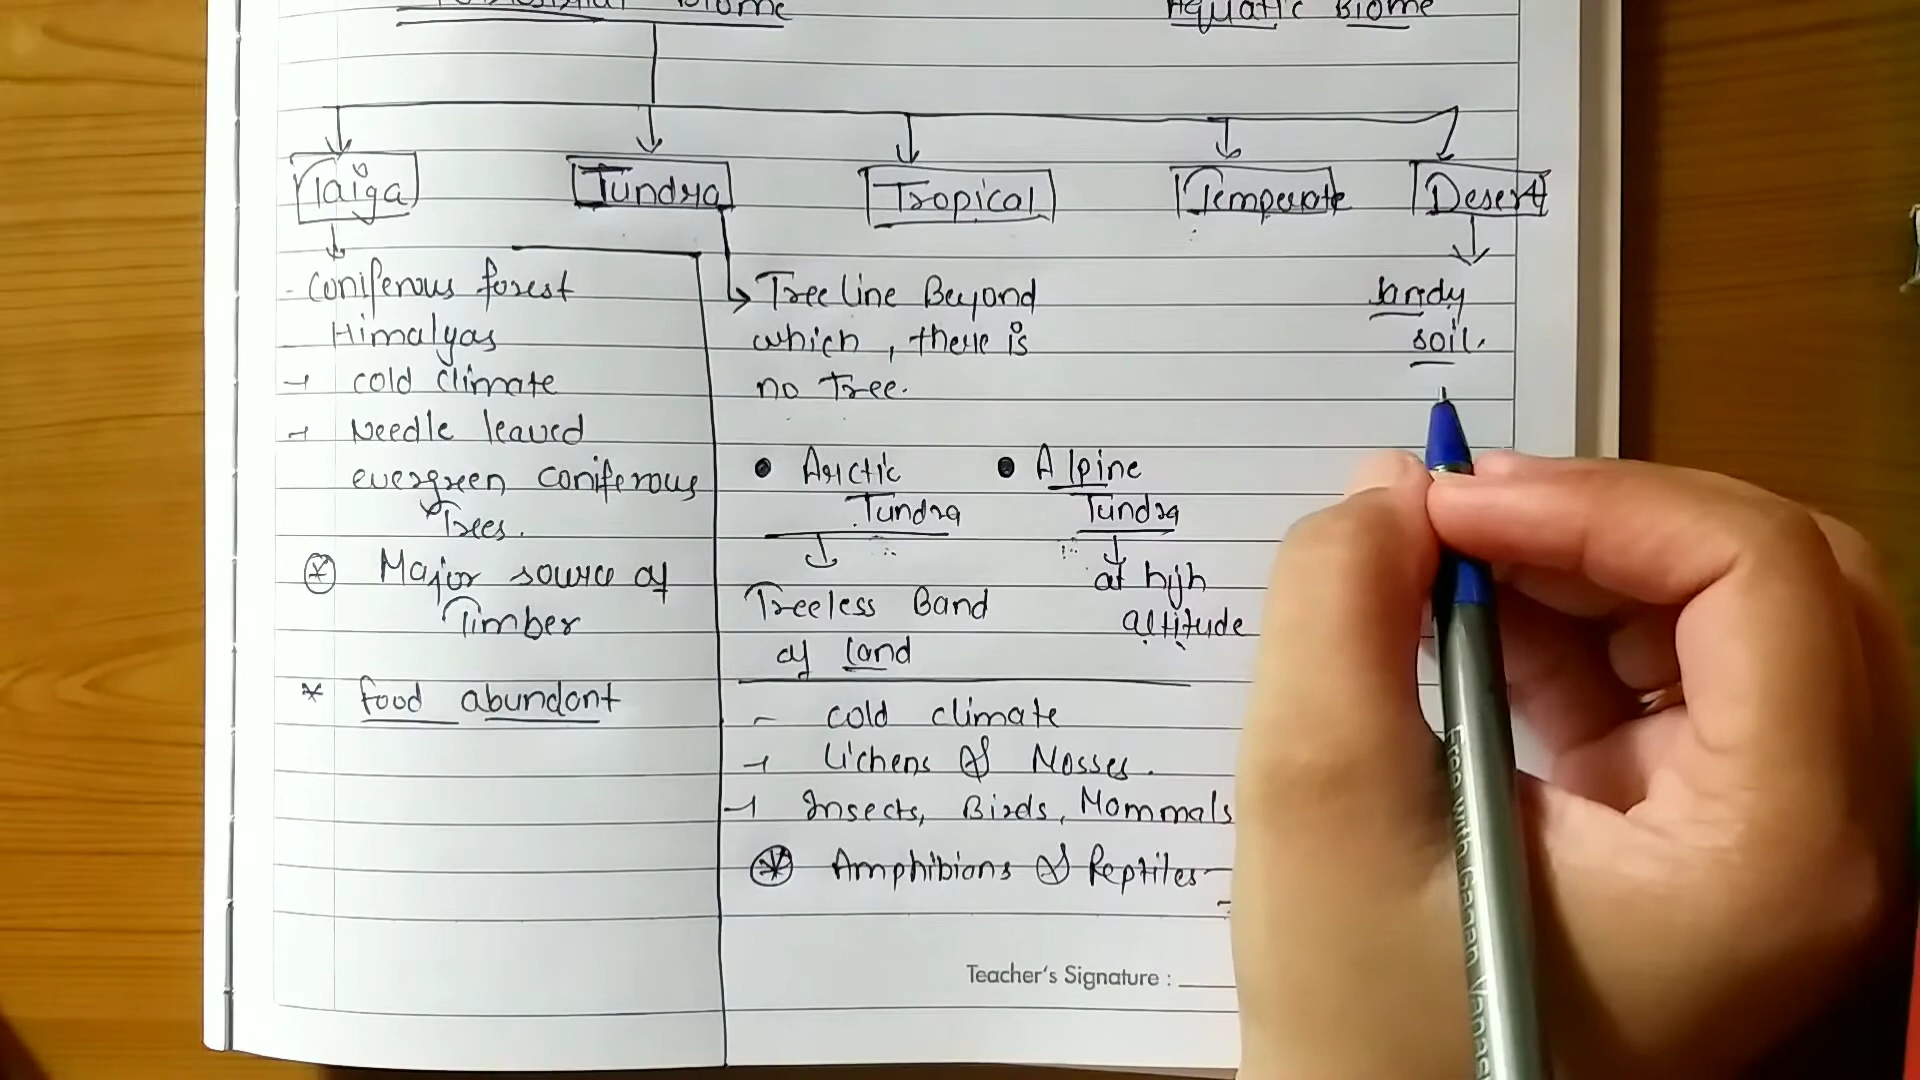 Terrestrial Biome
Aquatic Biome
Taiga
Tundra
Tropical
Temperate
Desert
- Coniferous forest
Himalyas
- cold climate
- Needle leaved
evergreen coniferous
Trees.
* Major source of
Timber
* food abundant
Tree line Beyond
which, there is
no Tree.
• Arctic
Tundra
• Alpine
Tundra
Treeless Band
of land
at high
altitude
- cold climate
- Lichens & Mosses.
- Insects, Birds, Mammals
* Amphibians & Reptiles
sandy
soil.
Teacher's Signature :